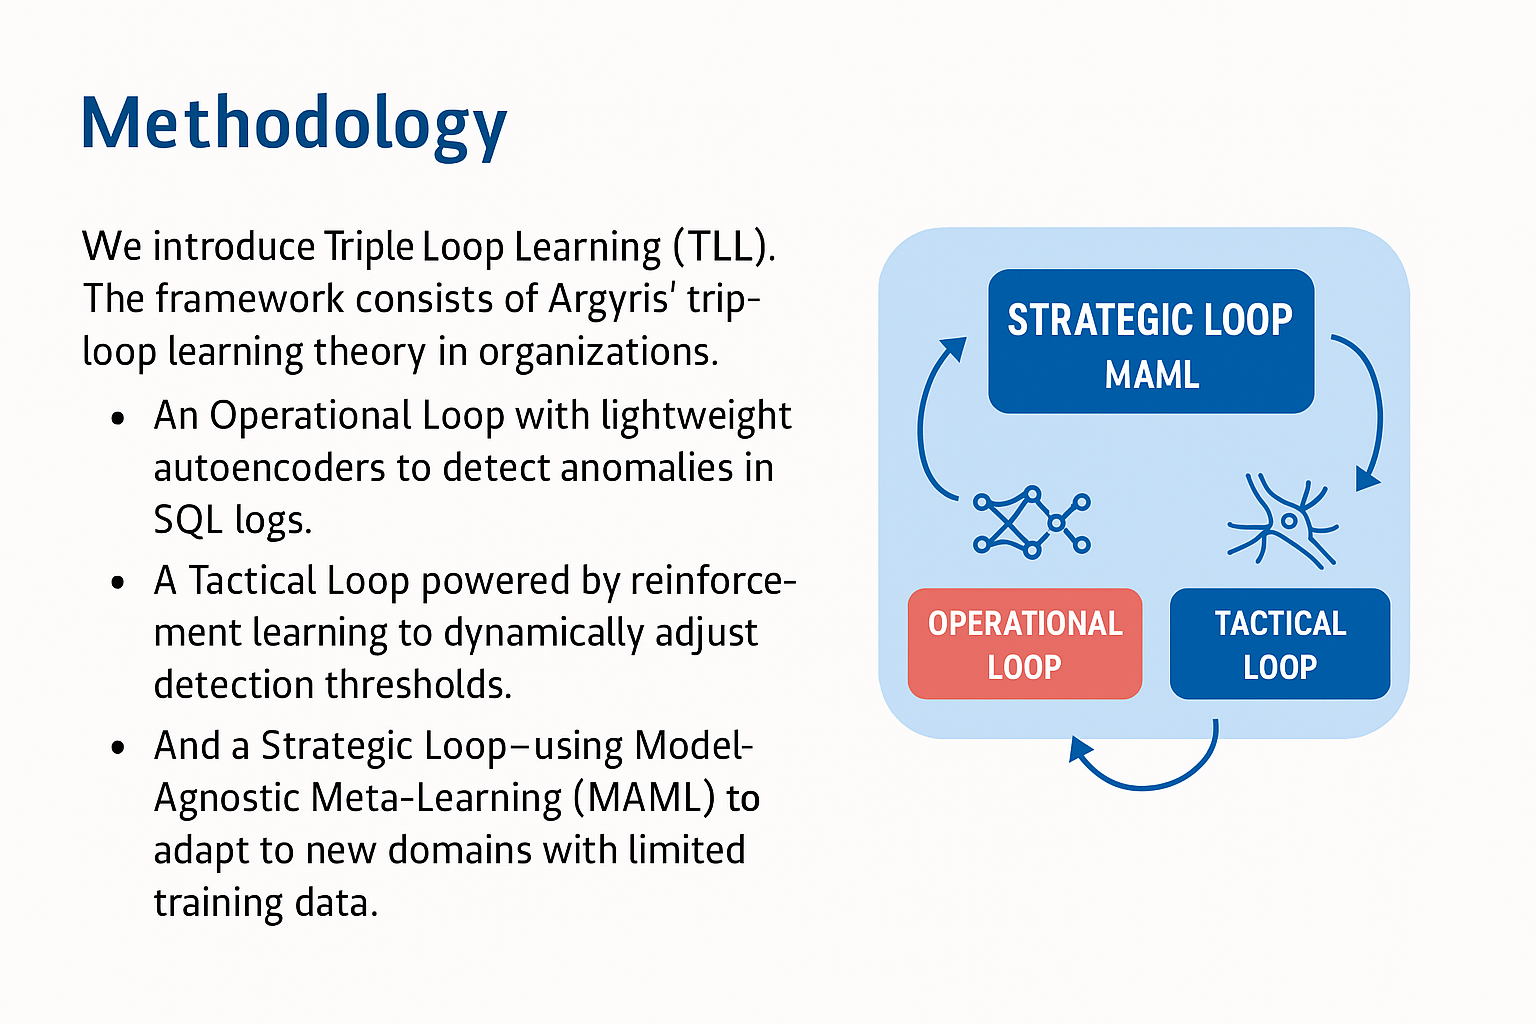 Methodology
We introduce Triple Loop Learning (TLL).
The framework consists of Argyris' trip-
loop learning theory in organizations.
• An Operational Loop with lightweight
autoencoders to detect anomalies in
SQL logs.
• A Tactical Loop powered by reinforce-
ment learning to dynamically adjust
detection thresholds.
• And a Strategic Loop–using Model-
Agnostic Meta-Learning (MAML) to
adapt to new domains with limited
training data.
STRATEGIC LOOP
MAML
OPERATIONAL
LOOP
TACTICAL
LOOP